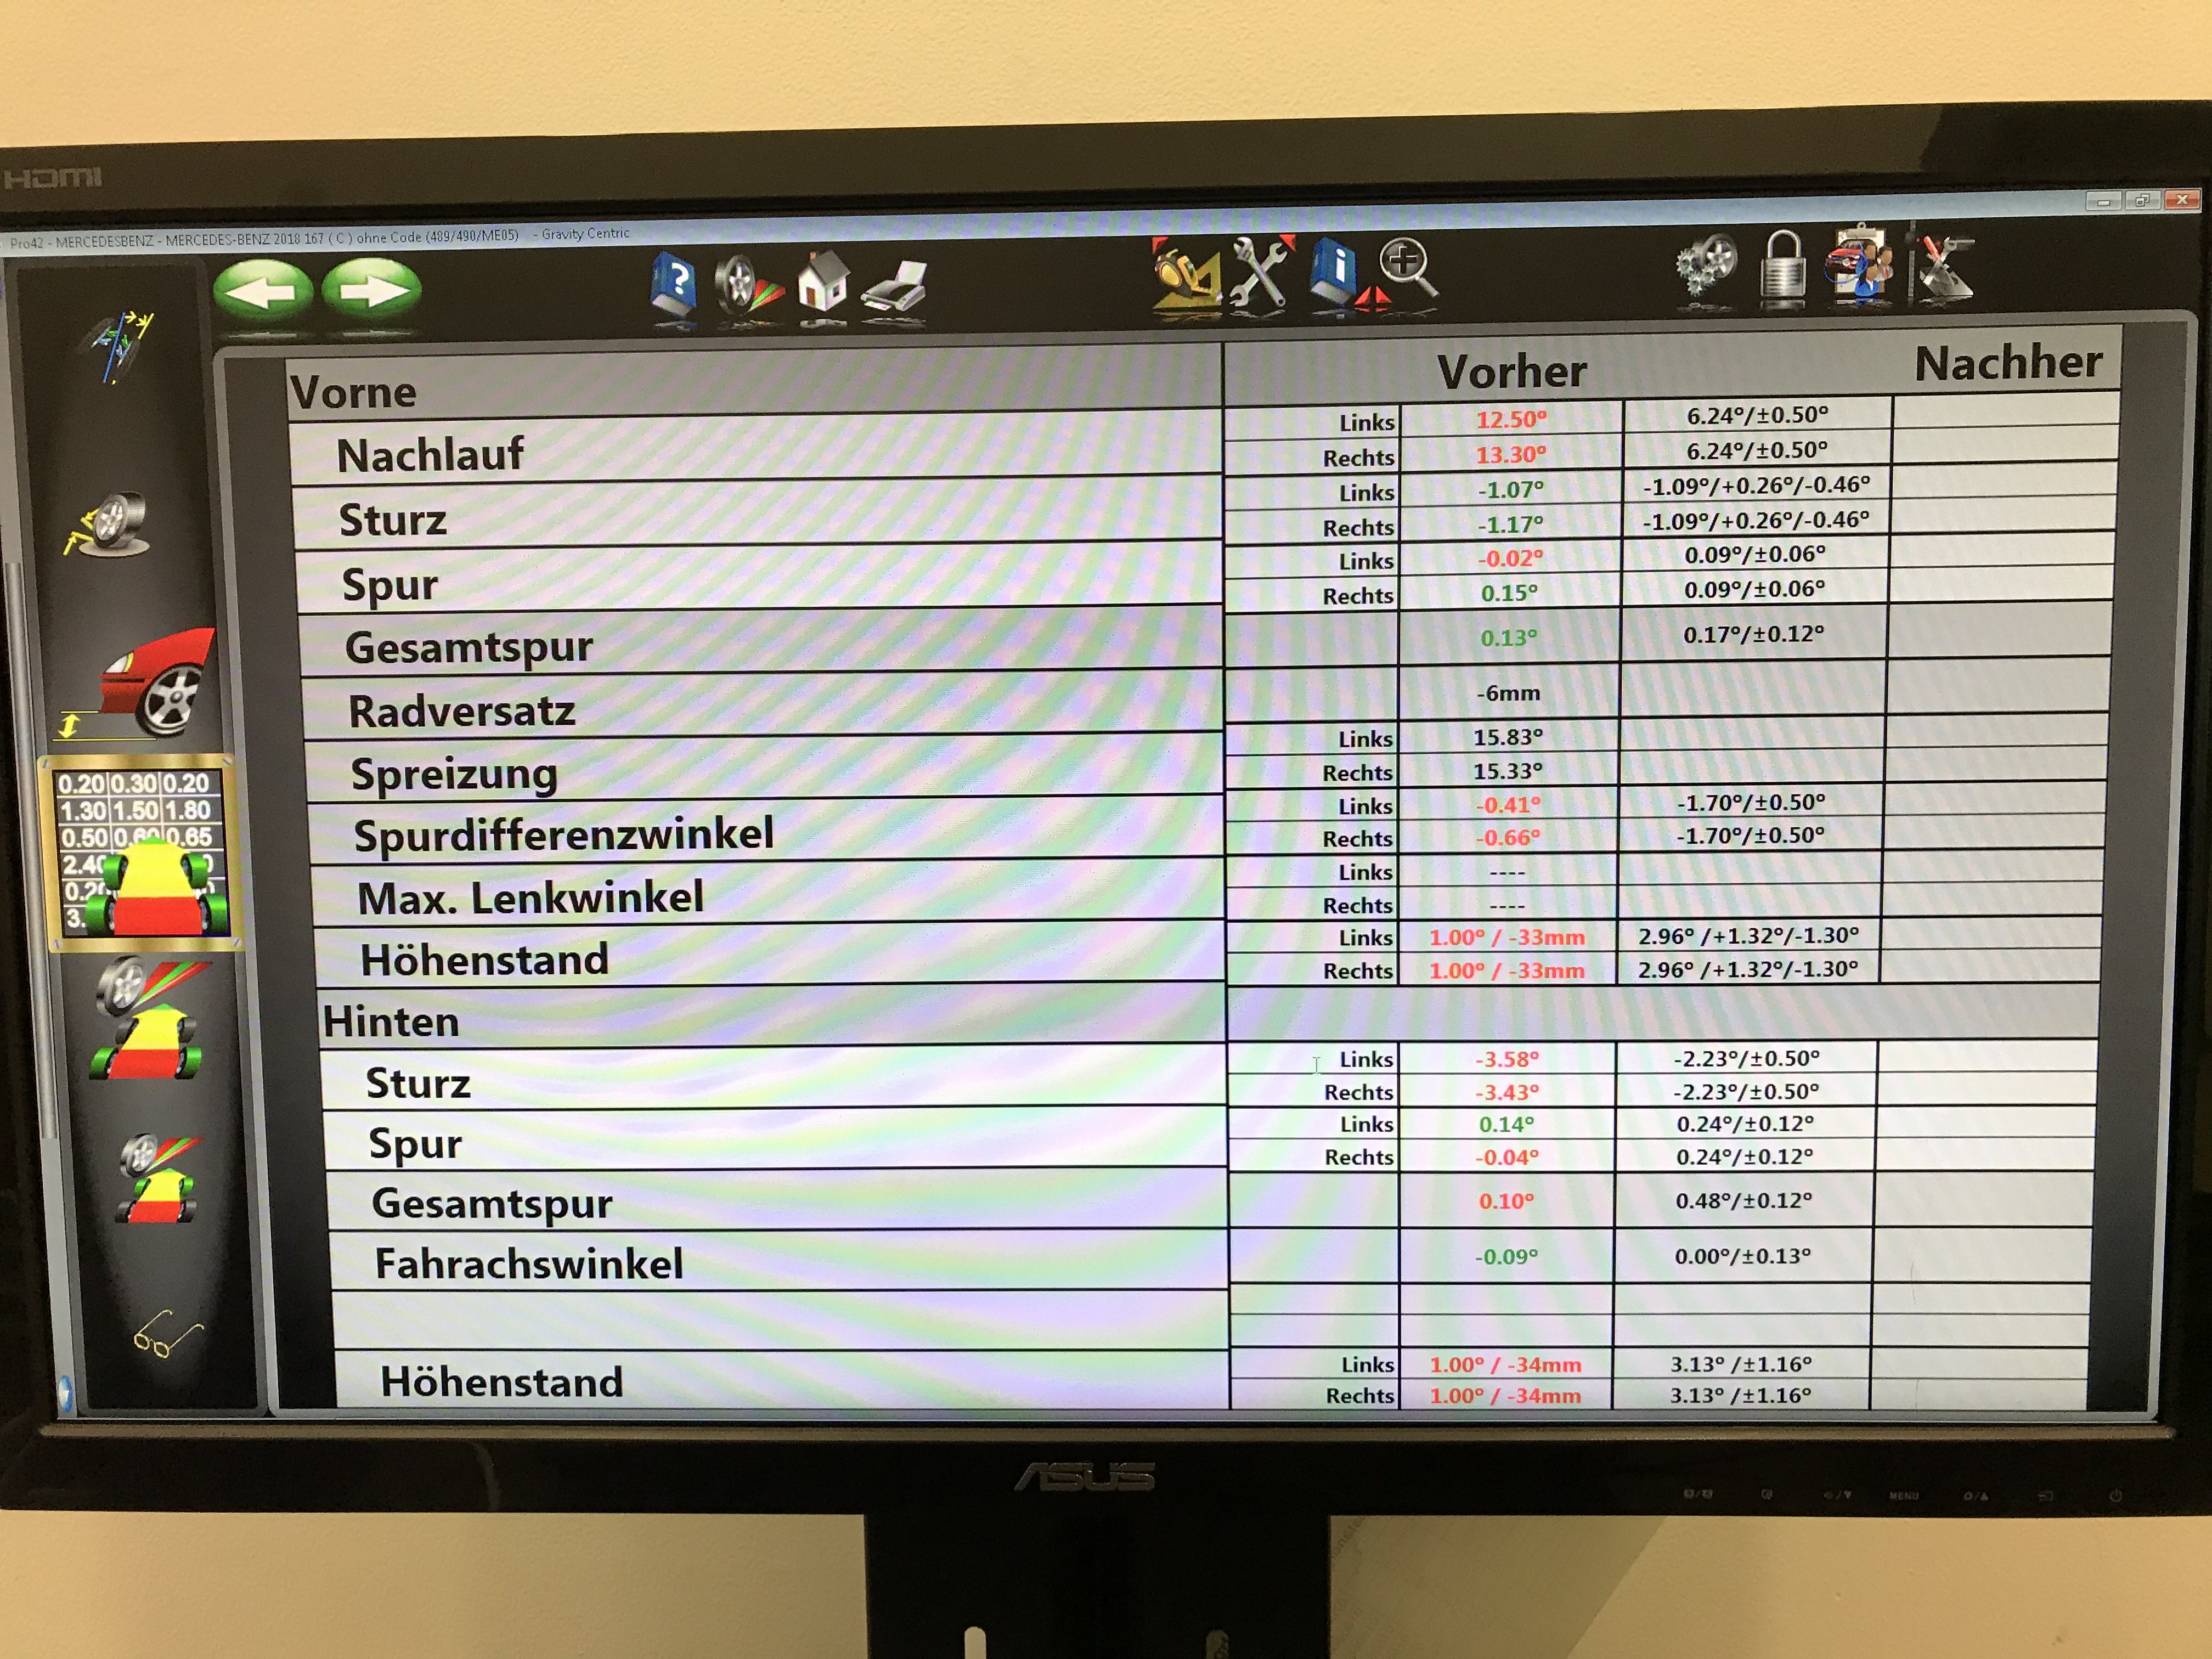 HDMI
Pro42 - MERCEDESBENZ - MERCEDES-BENZ 2018 167 ( C ) ohne Code (489/490/ME05) - Gravity Centric
Vorne Vorher Nachher
Nachlauf Links 12.50° 6.24°/±0.50°
Rechts 13.30° 6.24°/±0.50°
Sturz Links -1.07° -1.09°/+0.26°/-0.46°
Rechts -1.17° -1.09°/+0.26°/-0.46°
Spur Links -0.02° 0.09°/±0.06°
Rechts 0.15° 0.09°/±0.06°
Gesamtspur 0.13° 0.17°/±0.12°
Radversatz -6mm
Spreizung Links 15.83°
Rechts 15.33°
Spurdifferenzwinkel Links -0.41° -1.70°/±0.50°
Rechts -0.66° -1.70°/±0.50°
Max. Lenkwinkel Links ----
Rechts ----
Höhenstand Links 1.00° / -33mm 2.96° /+1.32°/-1.30°
Rechts 1.00° / -33mm 2.96° /+1.32°/-1.30°
Hinten
Sturz Links -3.58° -2.23°/±0.50°
Rechts -3.43° -2.23°/±0.50°
Spur Links 0.14° 0.24°/±0.12°
Rechts -0.04° 0.24°/±0.12°
Gesamtspur 0.10° 0.48°/±0.12°
Fahrachswinkel -0.09° 0.00°/±0.13°
Höhenstand Links 1.00° / -34mm 3.13° /±1.16°
Rechts 1.00° / -34mm 3.13° /±1.16°
0.20 0.30 0.20
1.30 1.50 1.80
0.50 0.60 0.65
ASUS
MENU